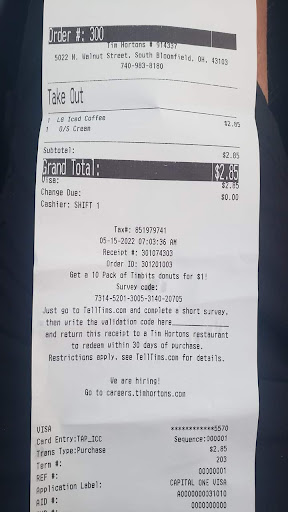 Order #: 300
Tim Hortons # 914337
5022 N. Walnut Street, South Bloomfield, OH, 43103
740-983-8180
Take Out
1 LG Iced Coffee $2.85
1 O/S Cream
Subtotal: $2.85
Grand Total: $2.85
Visa: $2.85
Change Due: $0.00
Cashier: SHIFT 1
Tax#: 851979741
05-15-2022 07:03:36 AM
Receipt #: 301074303
Order ID: 301201003
Get a 10 Pack of Timbits donuts for $1!
Survey code:
7314-5201-3005-3140-20705
Just go to TellTims.com and complete a short survey,
then write the validation code here
and return this receipt to a Tim Hortons restaurant
to redeem within 30 days of purchase.
Restrictions apply, see TellTims.com for details.
We are hiring!
Go to careers.timhortons.com
VISA ************5570
Card Entry:TAP_ICC Sequence:000001
Trans Type:Purchase $2.85
Term #: 203
REF #: 00000001
Application Label: CAPITAL ONE VISA
AID #: A0000000031010
0000000000